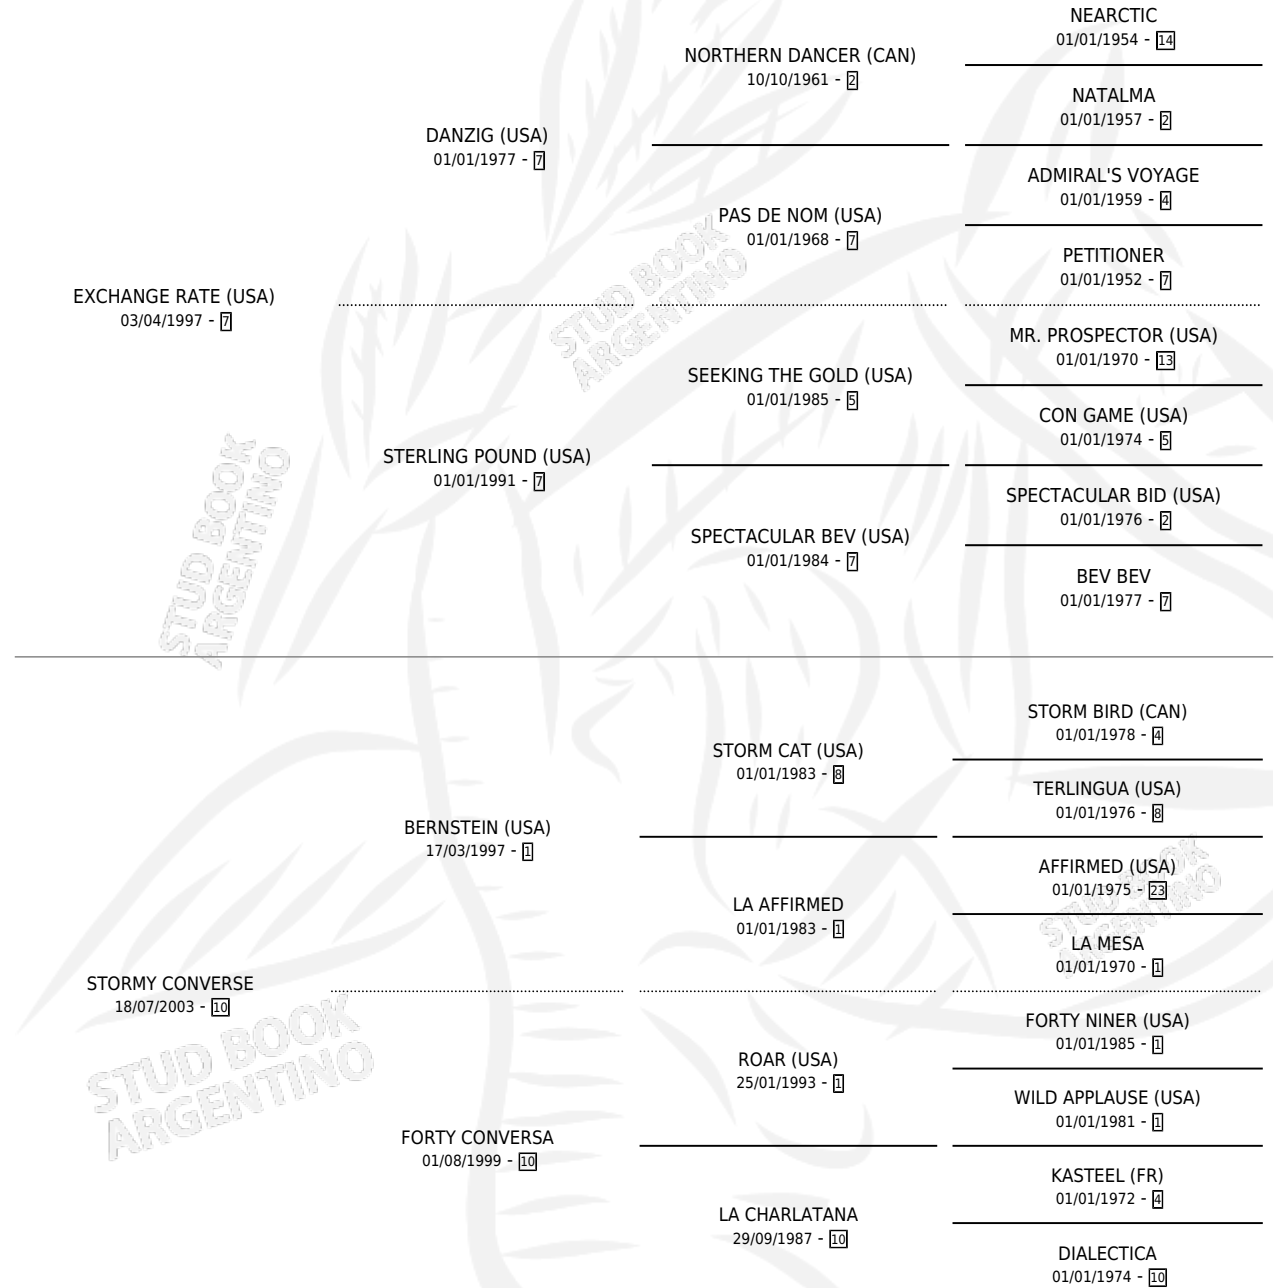 NEARCTIC
01/01/1954 - 14
NORTHERN DANCER (CAN)
10/10/1961 - 2
NATALMA
01/01/1957 - 2
DANZIG (USA)
01/01/1977 - 7
ADMIRAL'S VOYAGE
01/01/1959 - 4
PAS DE NOM (USA)
01/01/1968 - 7
PETITIONER
01/01/1952 - 7
EXCHANGE RATE (USA)
03/04/1997 - 7
STUD BOOK
ARGENTINO
MR. PROSPECTOR (USA)
01/01/1970 - 13
SEEKING THE GOLD (USA)
01/01/1985 - 5
CON GAME (USA)
01/01/1974 - 5
STERLING POUND (USA)
01/01/1991 - 7
SPECTACULAR BID (USA)
01/01/1976 - 2
SPECTACULAR BEV (USA)
01/01/1984 - 7
BEV BEV
01/01/1977 - 7
STUD BOOK
ARGENTINO
STORM BIRD (CAN)
01/01/1978 - 4
STORM CAT (USA)
01/01/1983 - 8
TERLINGUA (USA)
01/01/1976 - 8
BERNSTEIN (USA)
17/03/1997 - 1
AFFIRMED (USA)
01/01/1975 - 23
LA AFFIRMED
01/01/1983 - 1
STUD BOOK
ARGENTINO
LA MESA
01/01/1970 - 1
STORMY CONVERSE
18/07/2003 - 10
FORTY NINER (USA)
01/01/1985 - 1
ROAR (USA)
25/01/1993 - 1
STUD BOOK
ARGENTINO
WILD APPLAUSE (USA)
01/01/1981 - 1
FORTY CONVERSA
01/08/1999 - 10
KASTEEL (FR)
01/01/1972 - 4
LA CHARLATANA
29/09/1987 - 10
DIALECTICA
01/01/1974 - 10